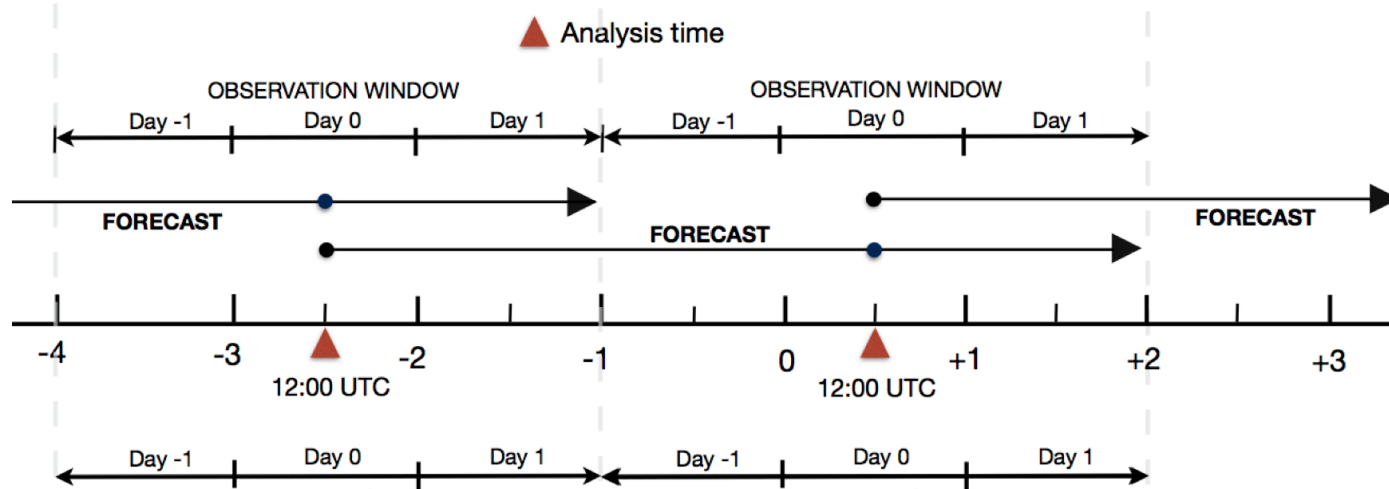 Analysis time
OBSERVATION WINDOW OBSERVATION WINDOW
Day -1 Day 0 Day 1 Day -1 Day 0 Day 1
FORECAST FORECAST
FORECAST
-4 -3 -2 -1 0 +1 +2 +3
12:00 UTC 12:00 UTC
Day -1 Day 0 Day 1 Day -1 Day 0 Day 1